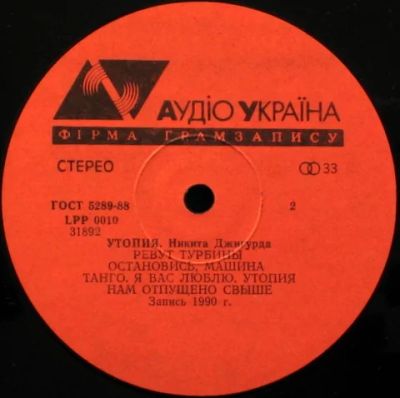 АУДІО УКРАЇНА
ФІРМА ГРАМЗАПИСУ
СТЕРЕО
33
ГОСТ 5289-88
2
LPP 0010
31892
УТОПИЯ. Никита Джигурда
РЕВУТ ТУРБИНЫ
ОСТАНОВИСЬ, МАШИНА
ТАНГО. Я ВАС ЛЮБЛЮ. УТОПИЯ
НАМ ОТПУЩЕНО СВЫШЕ
Запись 1990 г.